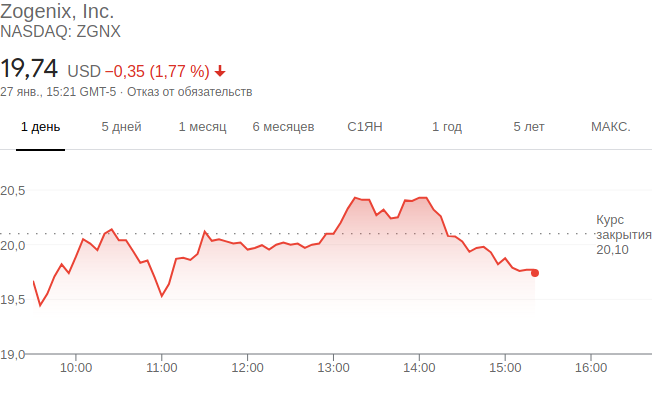 Zogenix, Inc.
NASDAQ: ZGNX
19,74 USD −0,35 (1,77 %)
27 янв., 15:21 GMT-5 · Отказ от обязательств
1 день 5 дней 1 месяц 6 месяцев С1ЯН 1 год 5 лет МАКС.
20,5
Курс
закрытия
20,10
20,0
19,5
19,0
10:00 11:00 12:00 13:00 14:00 15:00 16:00